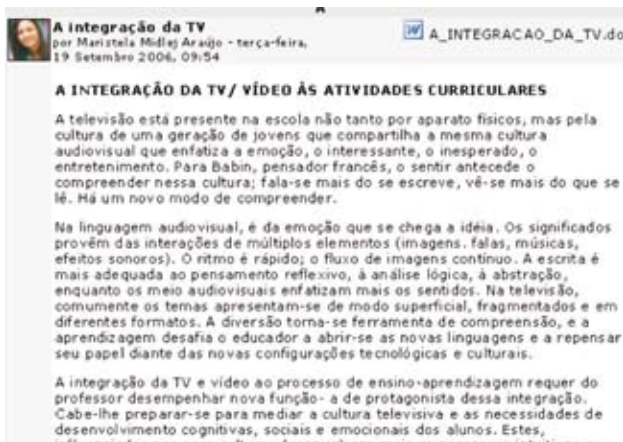 A integração da TV
por Maristela Midlej Araújo - terça-feira,
19 Setembro 2006, 09:54
A_INTEGRACAO_DA_TV.do
A INTEGRAÇÃO DA TV/ VÍDEO ÀS ATIVIDADES CURRICULARES
A televisão está presente na escola não tanto por aparato físicos, mas pela
cultura de uma geração de jovens que compartilha a mesma cultura
audiovisual que enfatiza a emoção, o interessante, o inesperado, o
entretenimento. Para Babin, pensador francês, o sentir antecede o
compreender nessa cultura; fala-se mais do se escreve, vê-se mais do que se
lê. Há um novo modo de compreender.
Na linguagem audiovisual, é da emoção que se chega a idéia. Os significados
provêm das interações de múltiplos elementos (imagens. falas, músicas,
efeitos sonoros). O ritmo é rápido; o fluxo de imagens contínuo. A escrita é
mais adequada ao pensamento reflexivo, à análise lógica, à abstração,
enquanto os meio audiovisuais enfatizam mais os sentidos. Na televisão,
comumente os temas apresentam-se de modo superficial, fragmentados e em
diferentes formatos. A diversão torna-se ferramenta de compreensão, e a
aprendizagem desafia o educador a abrir-se as novas linguagens e a repensar
seu papel diante das novas configurações tecnológicas e culturais.
A integração da TV e vídeo ao processo de ensino-aprendizagem requer do
professor desempenhar nova função- a de protagonista dessa integração.
Cabe-lhe preparar-se para mediar a cultura televisiva e as necessidades de
desenvolvimento cognitivas, sociais e emocionais dos alunos. Estes,